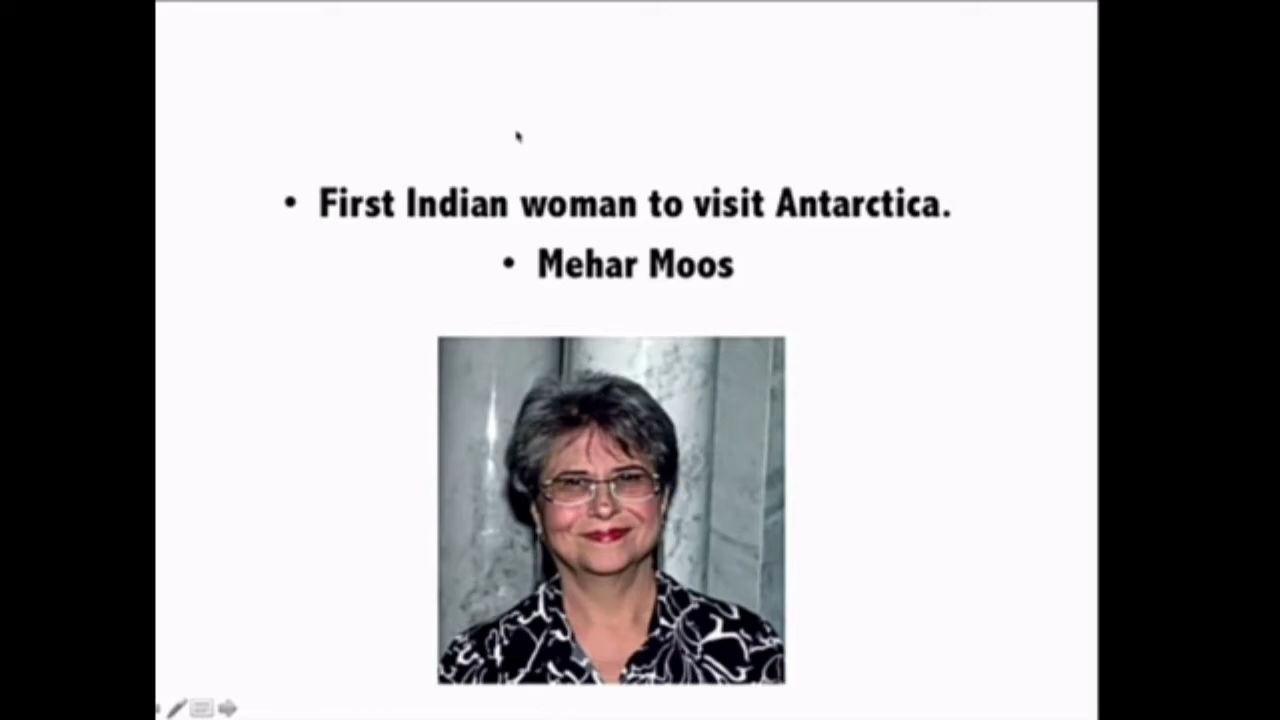 • First Indian woman to visit Antarctica.
• Mehar Moos